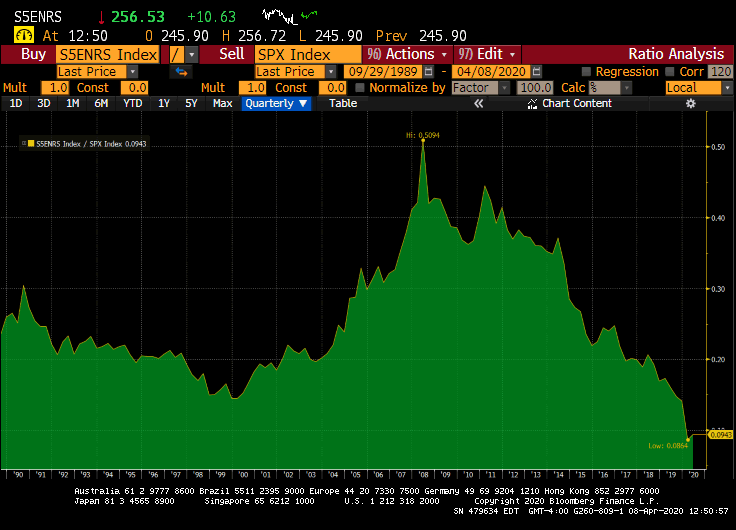 S5ENRS ↓ 256.53 +10.63
At 12:50 O 245.90 H 256.72 L 245.90 Prev 245.90
Buy S5ENRS Index / Sell SPX Index 96) Actions 97) Edit Ratio Analysis
Last Price Last Price 09/29/1989 - 04/08/2020 Regression Corr 120
Mult 1.0 Const 0.0 Mult 1.0 Const 0.0 Normalize by Factor 100.0 Calc % Local
1D 3D 1M 6M YTD 1Y 5Y Max Quarterly ▼ Table « Chart Content
Hi: 0.5094
S5ENRS Index / SPX Index 0.0943
0.50
0.40
0.30
0.20
0.0943
Low: 0.0864
'90 '91 '92 '93 '94 '95 '96 '97 '98 '99 '00 '01 '02 '03 '04 '05 '06 '07 '08 '09 '10 '11 '12 '13 '14 '15 '16 '17 '18 '19 '20
Australia 61 2 9777 8600 Brazil 5511 2395 9000 Europe 44 20 7330 7500 Germany 49 69 9204 1210 Hong Kong 852 2977 6000
Japan 81 3 4565 8900 Singapore 65 6212 1000 U.S. 1 212 318 2000 Copyright 2020 Bloomberg Finance L.P.
SN 479634 EDT GMT-4:00 G260-809-1 08-Apr-2020 12:50:57